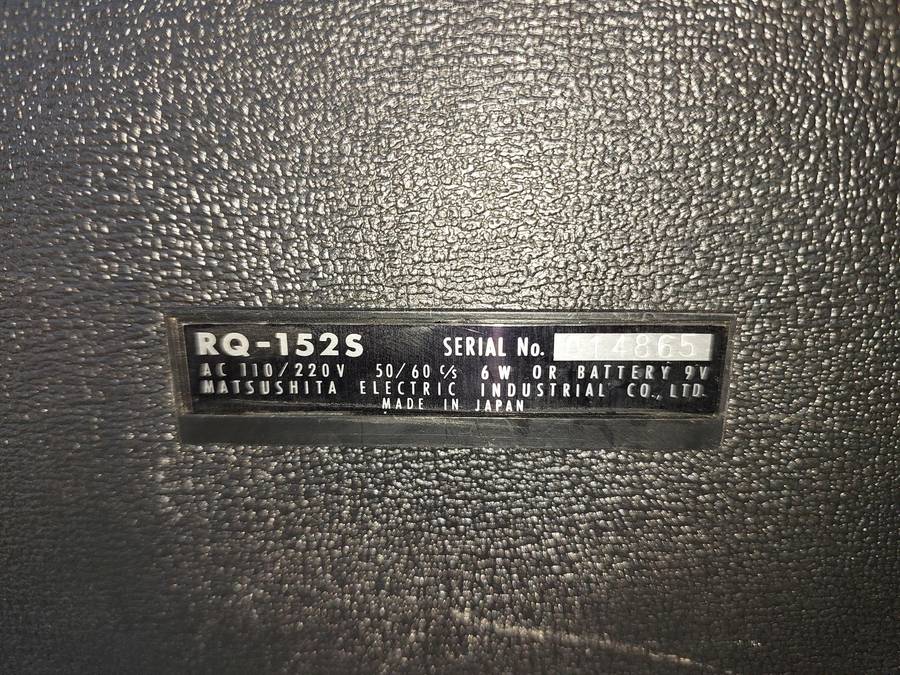 RQ-152S SERIAL No. 014865
AC 110/220V 50/60 c/s 6W OR BATTERY 9V
MATSUSHITA ELECTRIC INDUSTRIAL CO., LTD.
MADE IN JAPAN